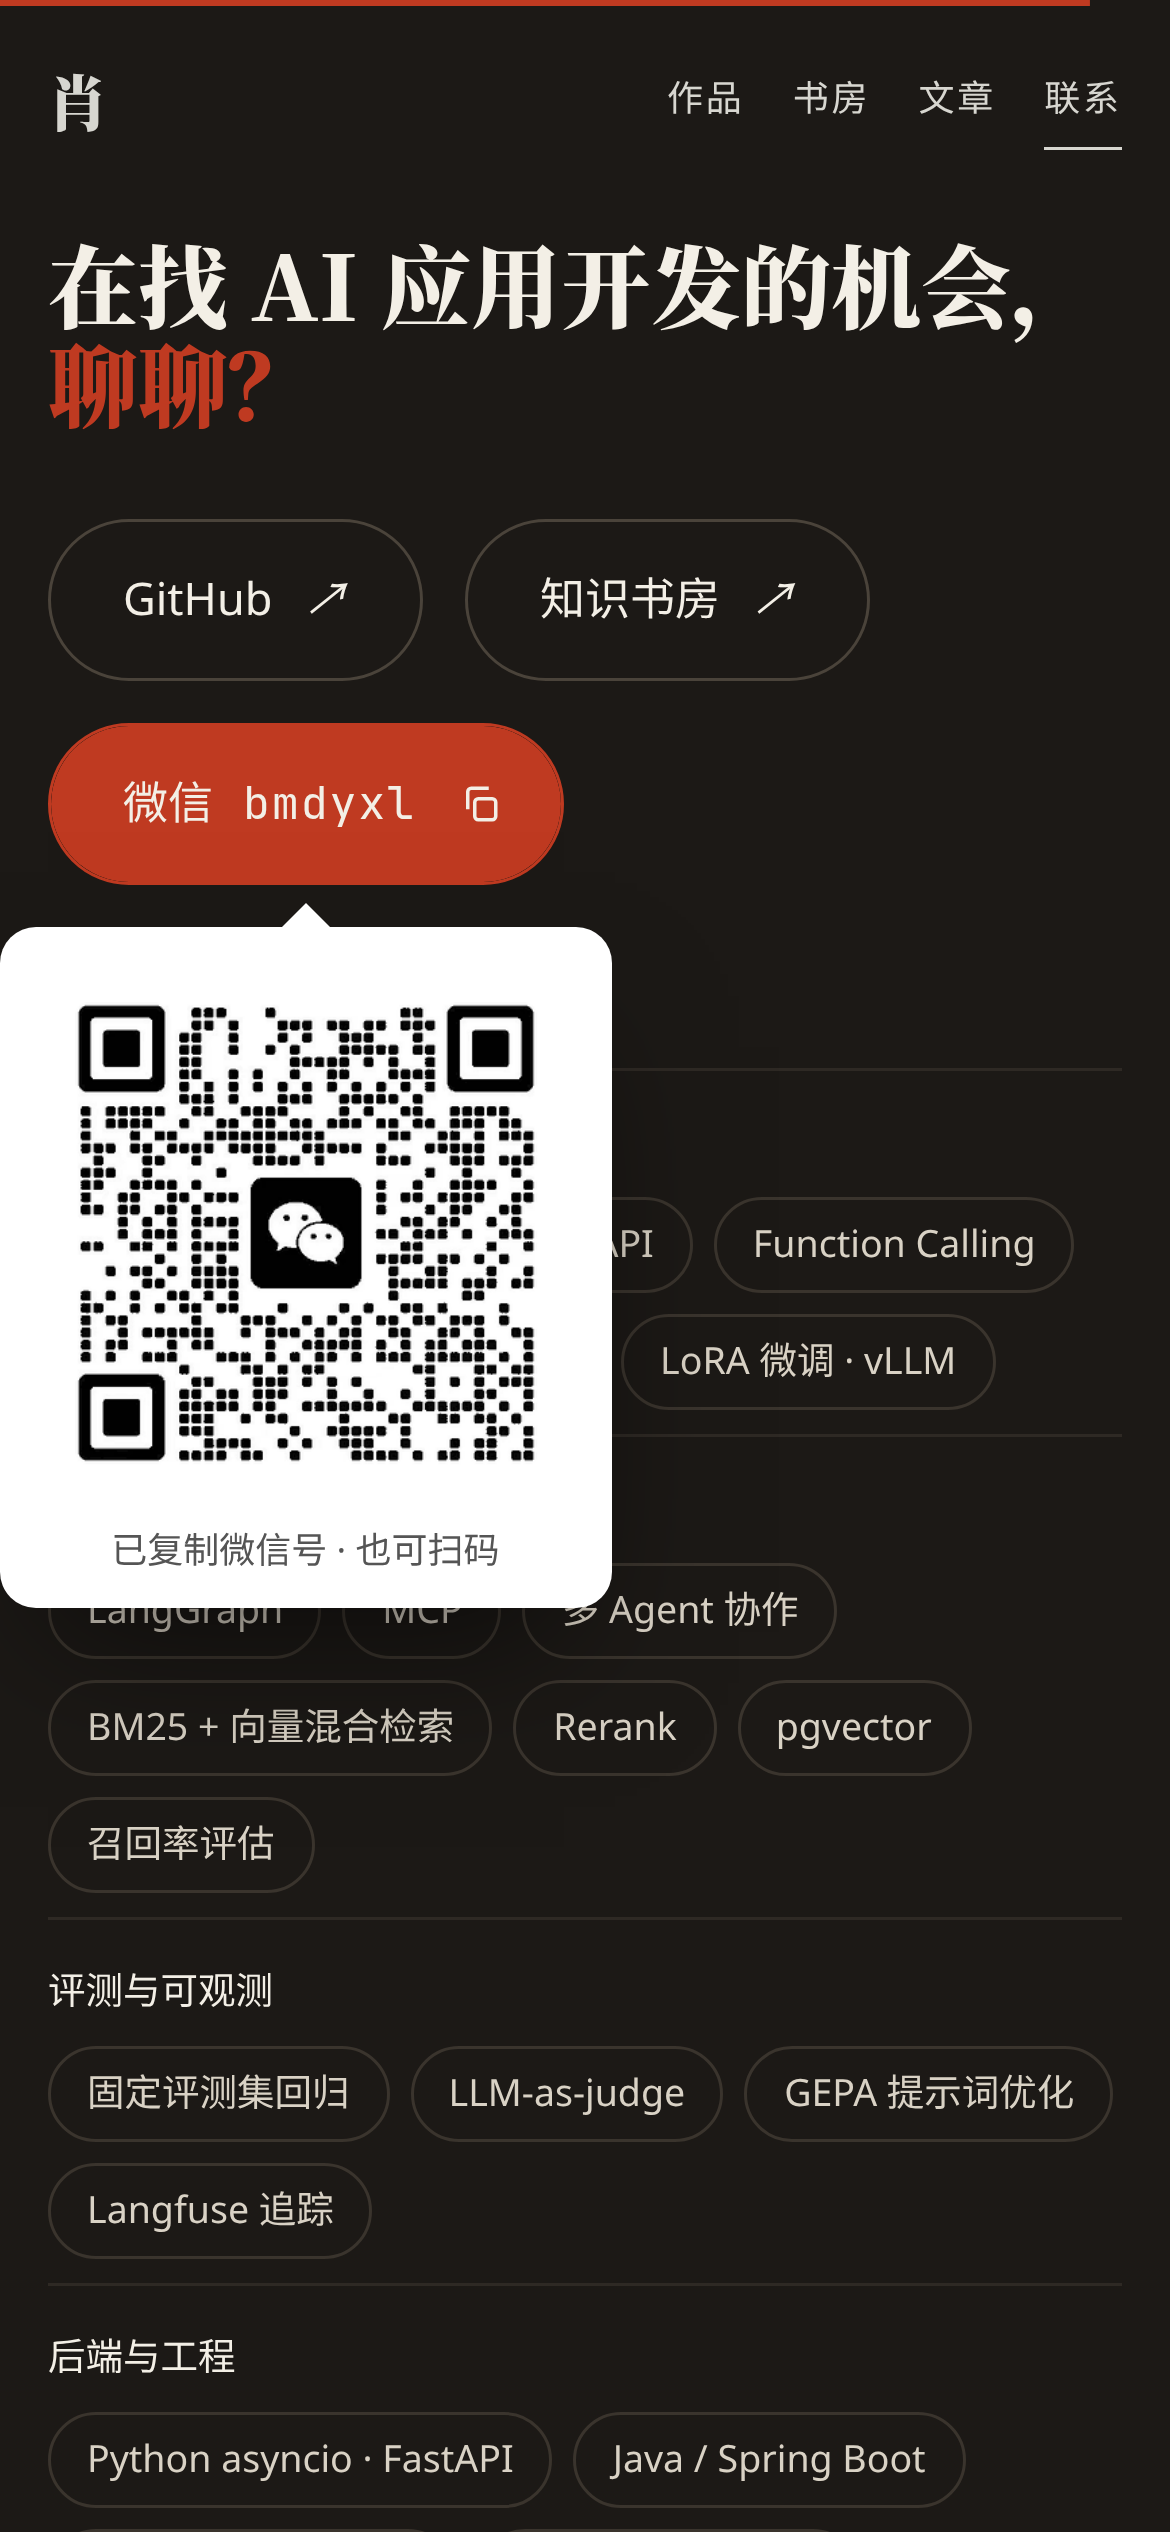 肖
作品 书房 文章 联系
在找 AI 应用开发的机会，
聊聊?
GitHub ↗ 知识书房 ↗
微信 bmdyxl
API Function Calling
LoRA 微调 · vLLM
已复制微信号 · 也可扫码
LangGraph MCP 多 Agent 协作
BM25 + 向量混合检索 Rerank pgvector
召回率评估
评测与可观测
固定评测集回归 LLM-as-judge GEPA 提示词优化
Langfuse 追踪
后端与工程
Python asyncio · FastAPI Java / Spring Boot